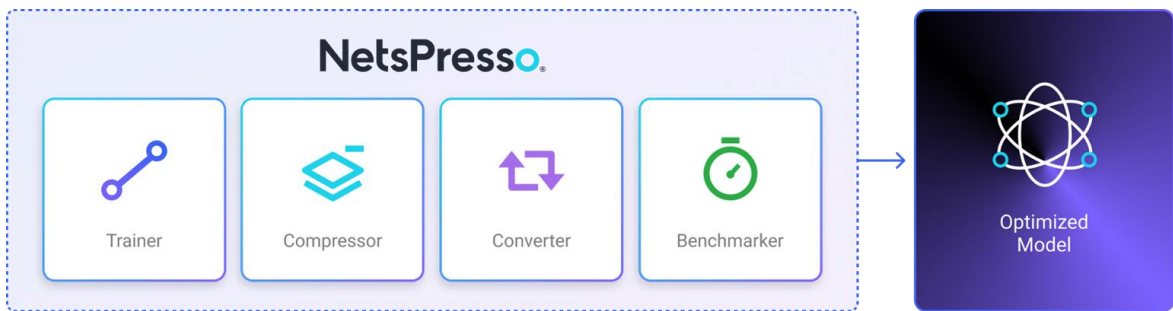 NetsPresso®
Trainer
Compressor
Converter
Benchmarker
Optimized
Model